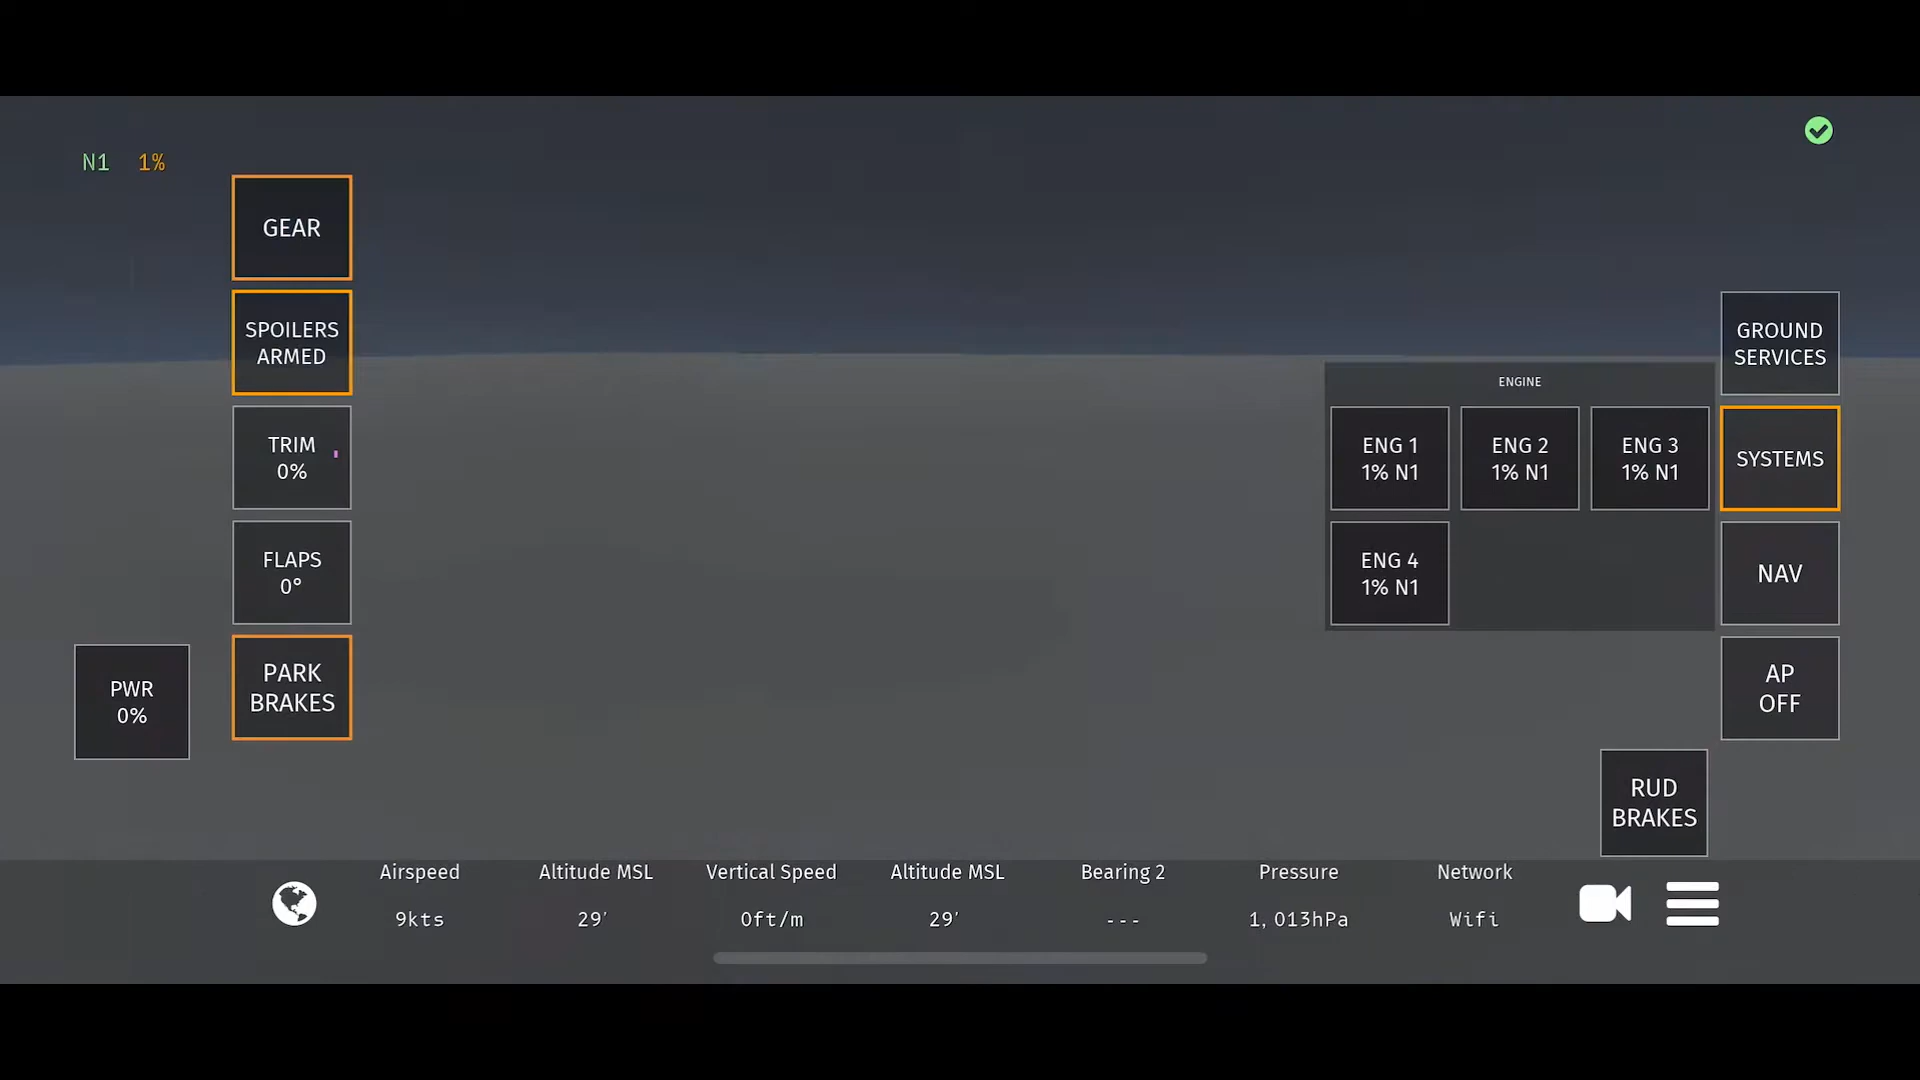 N1 1%
GEAR
SPOILERS
ARMED
TRIM
0%
FLAPS
0°
PARK
BRAKES
PWR
0%
ENGINE
ENG 1
1% N1
ENG 2
1% N1
ENG 3
1% N1
ENG 4
1% N1
GROUND
SERVICES
SYSTEMS
NAV
AP
OFF
RUD
BRAKES
Airspeed
9kts
Altitude MSL
29'
Vertical Speed
0ft/m
Altitude MSL
29'
Bearing 2
---
Pressure
1,013hPa
Network
Wifi